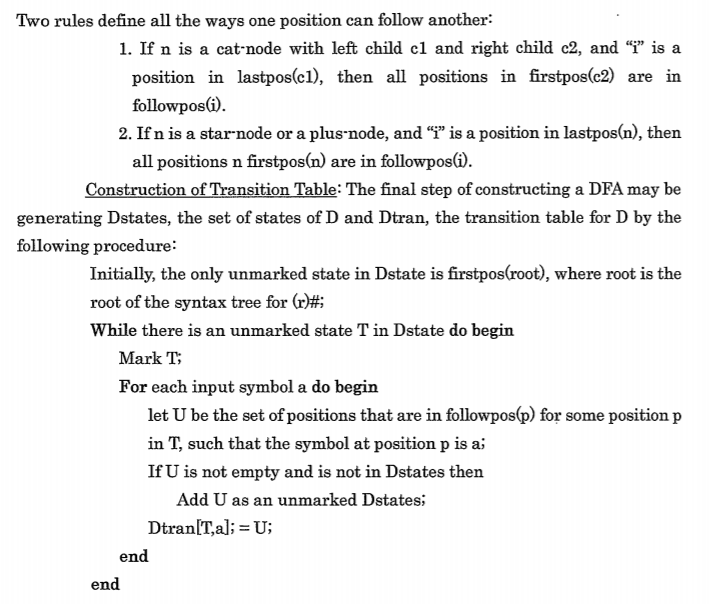 Two rules define all the ways one position can follow another:
1. If n is a cat-node with left child c1 and right child c2, and “i” is a
position in lastpos(c1), then all positions in firstpos(c2) are in
followpos(i).
2. If n is a star-node or a plus-node, and “i” is a position in lastpos(n), then
all positions n firstpos(n) are in followpos(i).
Construction of Transition Table: The final step of constructing a DFA may be
generating Dstates, the set of states of D and Dtran, the transition table for D by the
following procedure:
Initially, the only unmarked state in Dstate is firstpos(root), where root is the
root of the syntax tree for (r)#;
While there is an unmarked state T in Dstate do begin
Mark T;
For each input symbol a do begin
let U be the set of positions that are in followpos(p) for some position p
in T, such that the symbol at position p is a;
If U is not empty and is not in Dstates then
Add U as an unmarked Dstates;
Dtran[T,a]; = U;
end
end